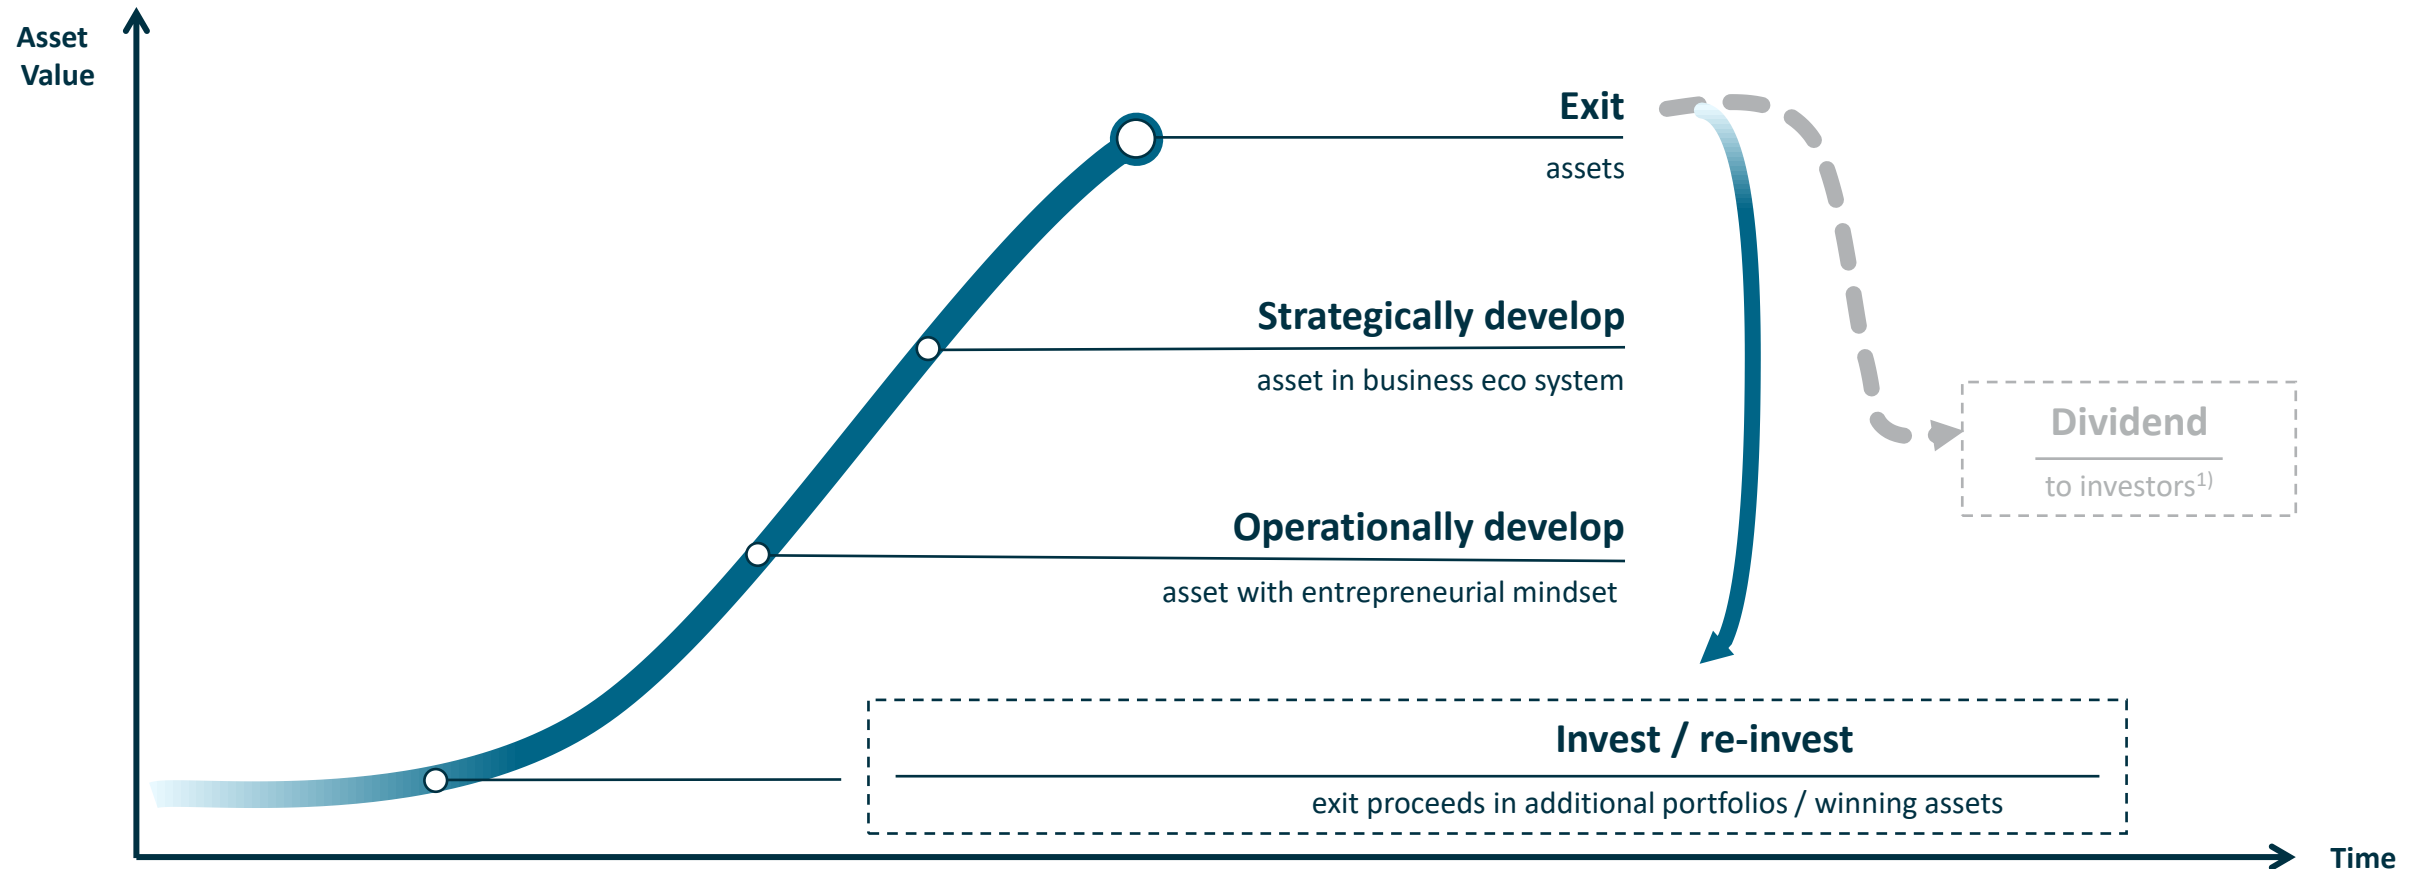 Asset
Value
Exit
assets
Strategically develop
asset in business eco system
Dividend
to investors¹⁾
Operationally develop
asset with entrepreneurial mindset
Invest / re-invest
exit proceeds in additional portfolios / winning assets
Time